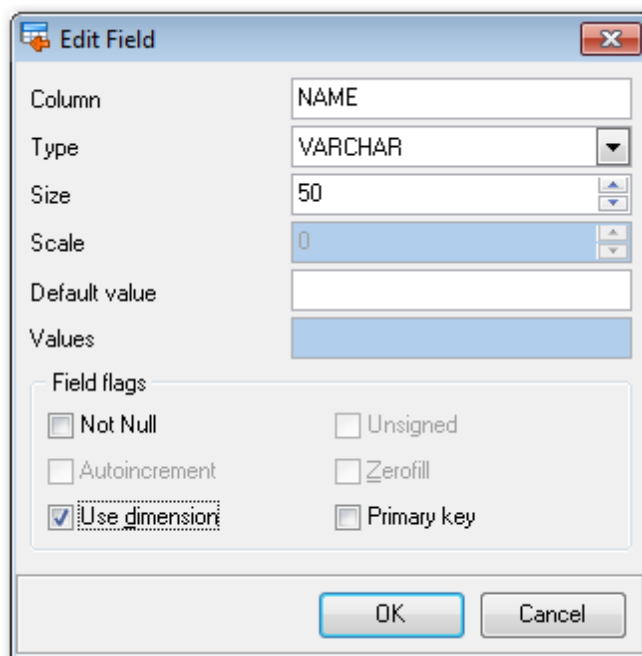 Edit Field
Column NAME
Type VARCHAR
Size 50
Scale 0
Default value
Values
Field flags
Not Null Unsigned
Autoincrement Zerofill
Use dimension Primary key
OK Cancel